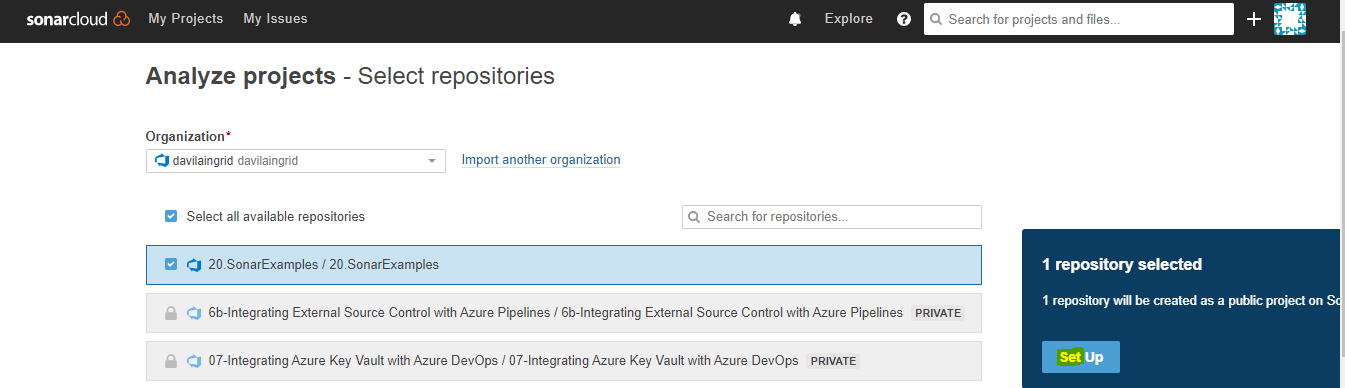 sonarcloud My Projects My Issues Explore ? Search for projects and files...
Analyze projects - Select repositories
Organization*
davilaingrid davilaingrid Import another organization
Select all available repositories Search for repositories...
20.SonarExamples / 20.SonarExamples
1 repository selected
1 repository will be created as a public project on
6b-Integrating External Source Control with Azure Pipelines / 6b-Integrating External Source Control with Azure Pipelines PRIVATE
07-Integrating Azure Key Vault with Azure DevOps / 07-Integrating Azure Key Vault with Azure DevOps PRIVATE
Set Up